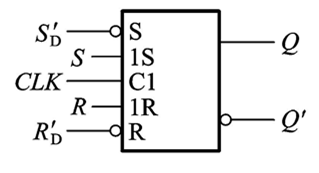 S'D S Q
S 1S
CLK C1
R 1R
R'D R Q'